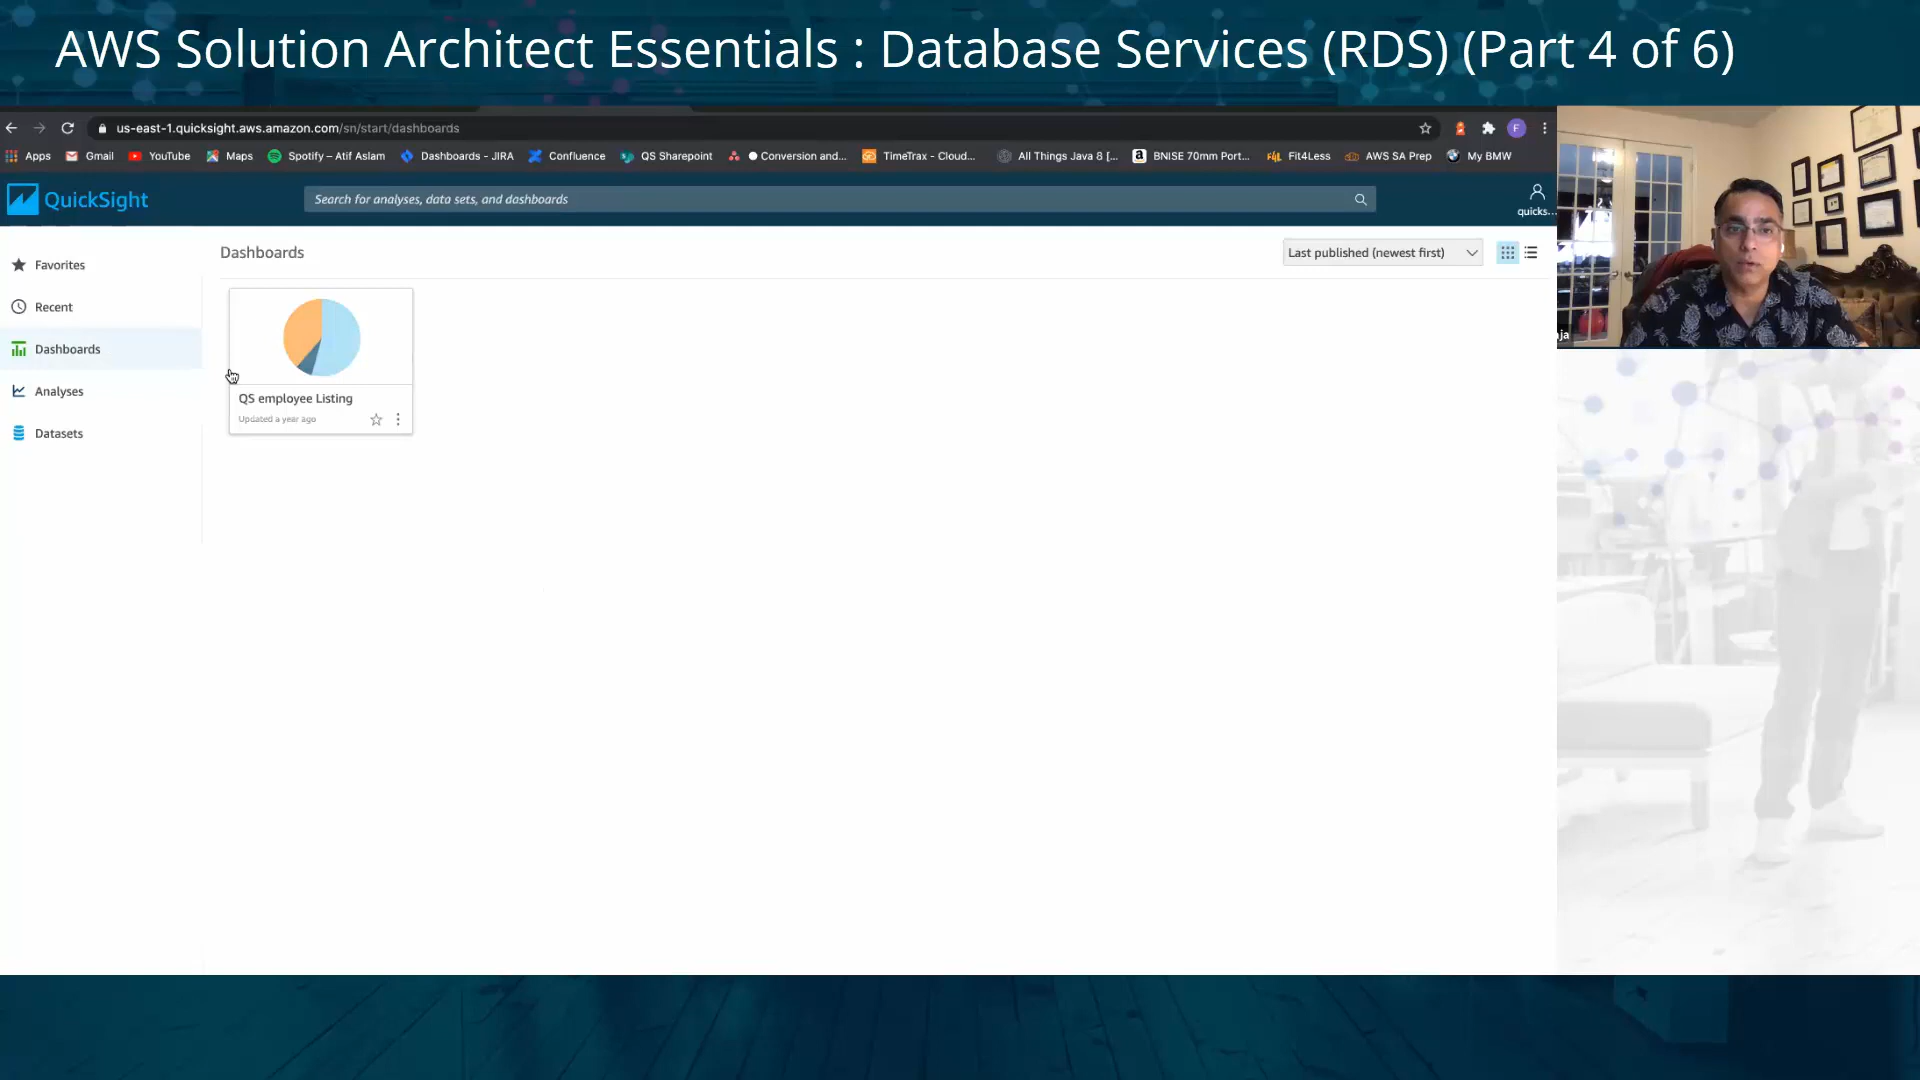 AWS Solution Architect Essentials : Database Services (RDS) (Part 4 of 6)
us-east-1.quicksight.aws.amazon.com/sn/start/dashboards
F
Apps Gmail YouTube Maps Spotify – Atif Aslam Dashboards - JIRA Confluence QS Sharepoint Conversion and... TimeTrax - Cloud... All Things Java 8 [... BNISE 70mm Port... Fit4Less AWS SA Prep My BMW
QuickSight
Search for analyses, data sets, and dashboards
quicks...
Favorites
Recent
Dashboards
Analyses
Datasets
Dashboards
Last published (newest first)
QS employee Listing
Updated a year ago
ja